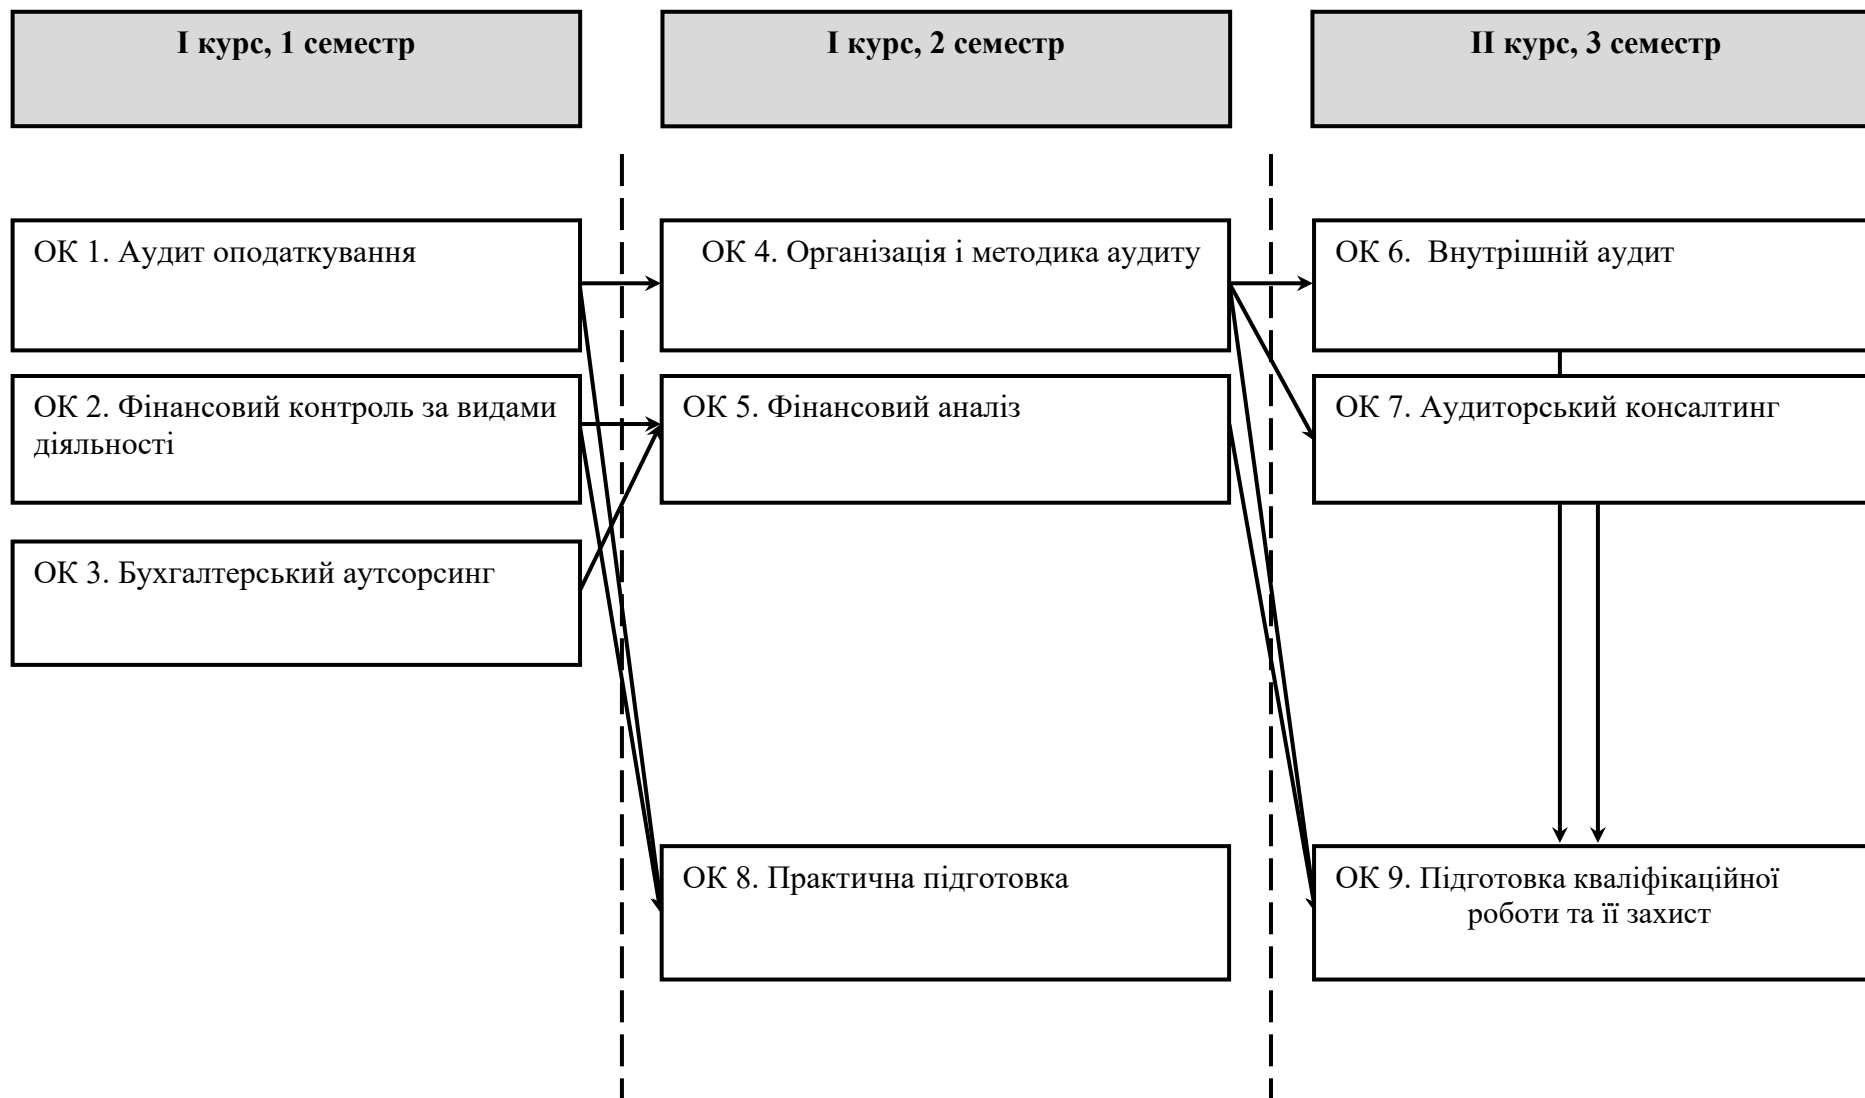 І курс, 1 семестр
І курс, 2 семестр
ІІ курс, 3 семестр
ОК 1. Аудит оподаткування
ОК 4. Організація і методика аудиту
ОК 6.  Внутрішній аудит
ОК 2. Фінансовий контроль за видами
діяльності
ОК 5. Фінансовий аналіз
ОК 7. Аудиторський консалтинг
ОК 3. Бухгалтерський аутсорсинг
ОК 8. Практична підготовка
ОК 9. Підготовка кваліфікаційної
роботи та її захист